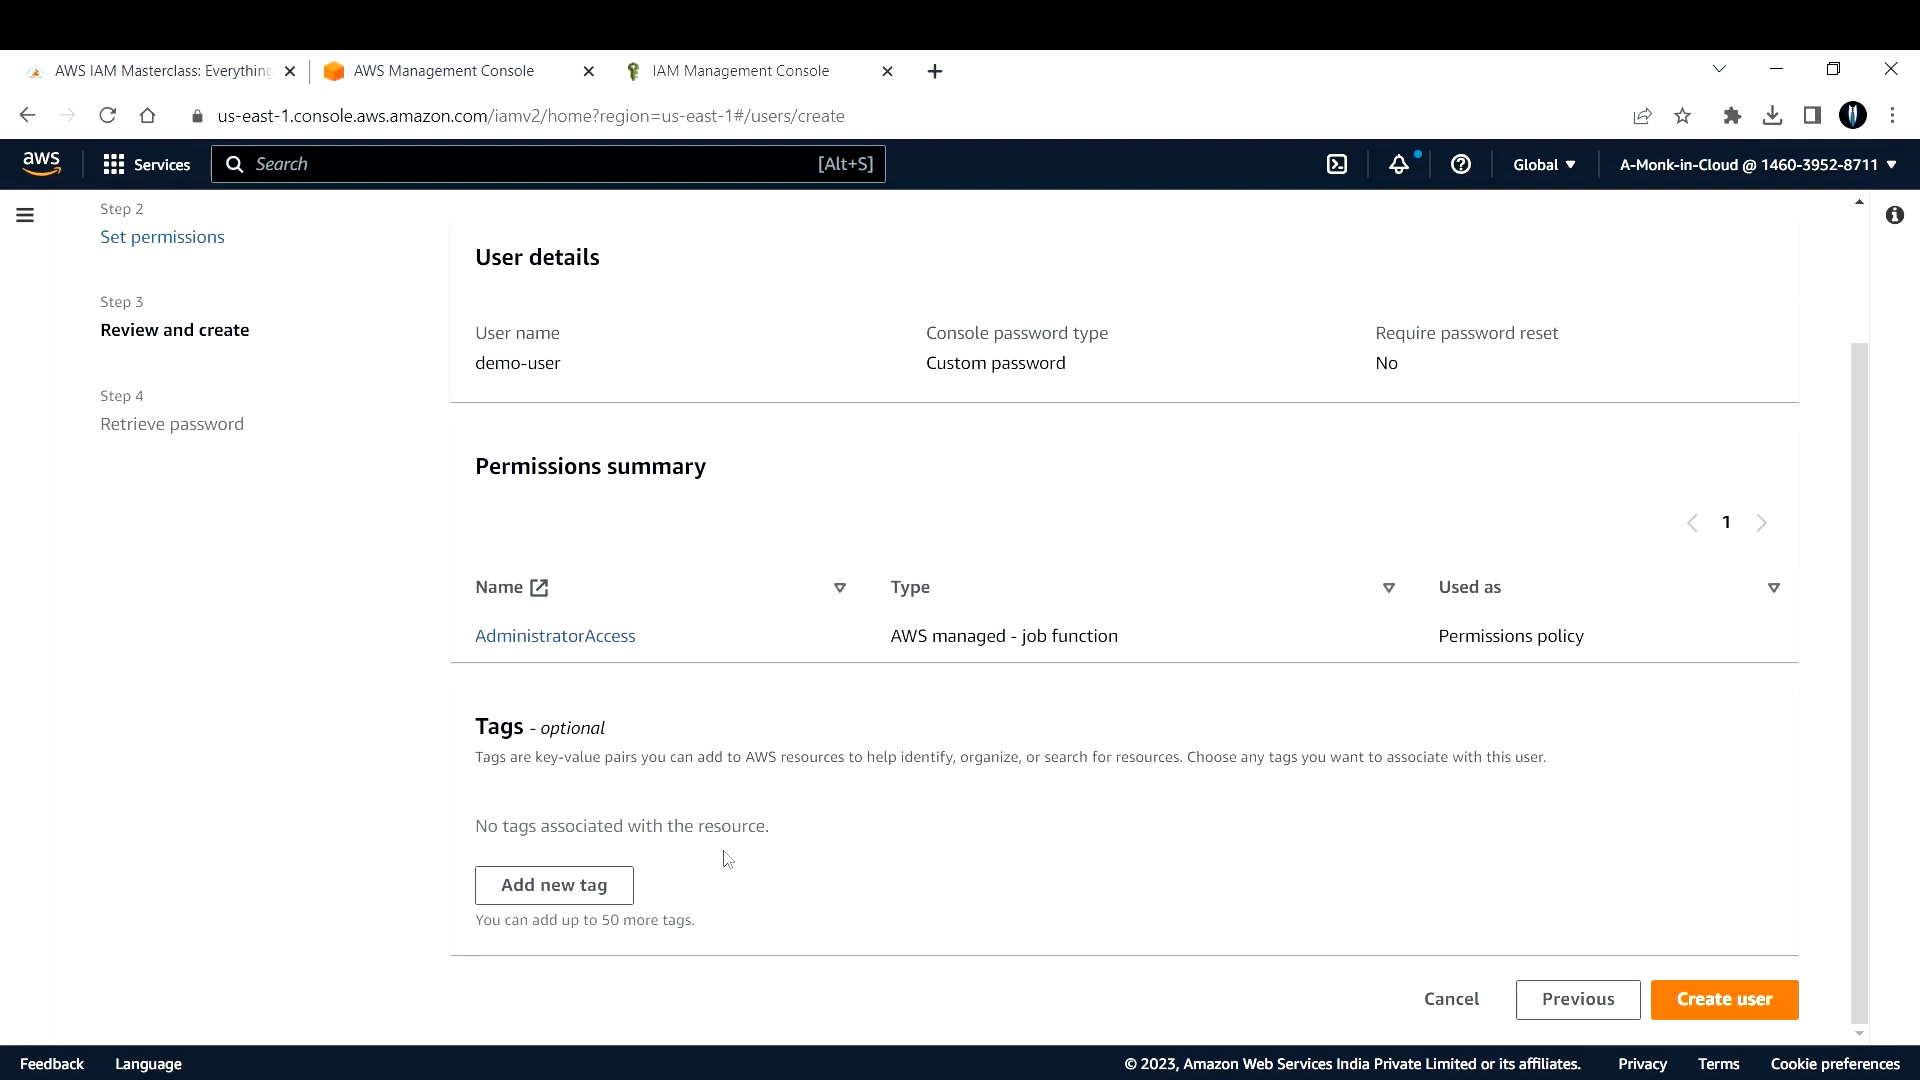 AWS IAM Masterclass: Everything
AWS Management Console
IAM Management Console
us-east-1.console.aws.amazon.com/iamv2/home?region=us-east-1#/users/create
aws
Services
Search
[Alt+S]
Global
A-Monk-in-Cloud @ 1460-3952-8711
Step 2
Set permissions
Step 3
Review and create
Step 4
Retrieve password
User details
User name
Console password type
Require password reset
demo-user
Custom password
No
Permissions summary
1
Name
Type
Used as
AdministratorAccess
AWS managed - job function
Permissions policy
Tags - optional
Tags are key-value pairs you can add to AWS resources to help identify, organize, or search for resources. Choose any tags you want to associate with this user.
No tags associated with the resource.
Add new tag
You can add up to 50 more tags.
Cancel
Previous
Create user
Feedback
Language
© 2023, Amazon Web Services India Private Limited or its affiliates.
Privacy
Terms
Cookie preferences